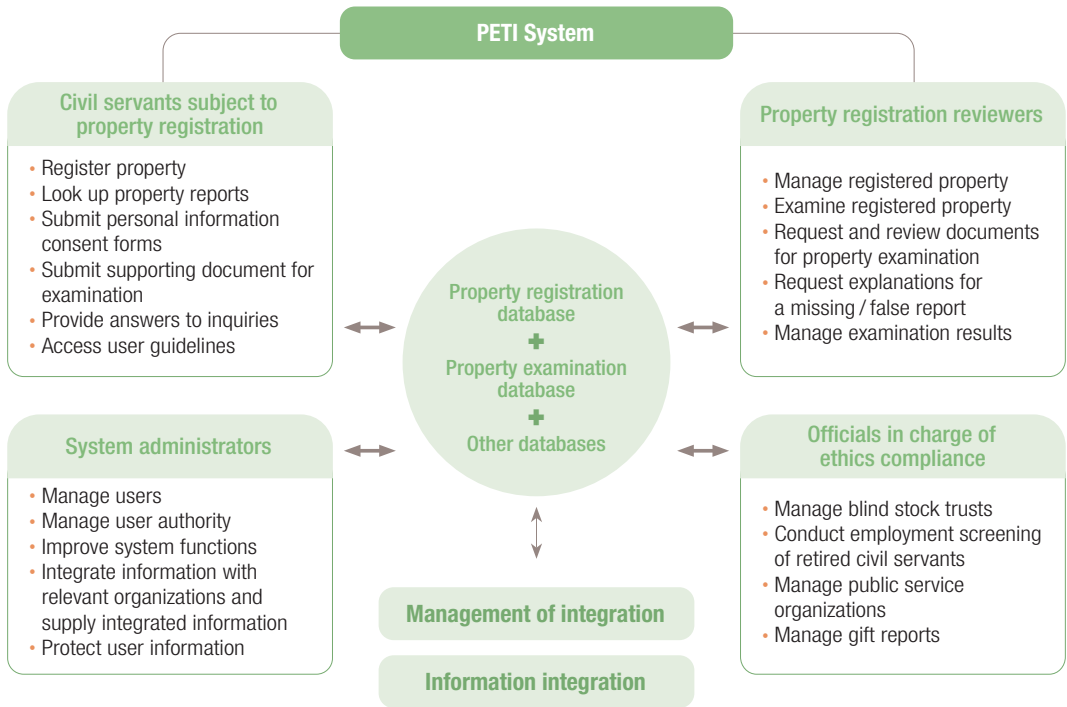 PETI System
Civil servants subject to
property registration
• Register property
• Look up property reports
• Submit personal information
consent forms
• Submit supporting document for
examination
• Provide answers to inquiries
• Access user guidelines
Property registration reviewers
• Manage registered property
• Examine registered property
• Request and review documents
for property examination
• Request explanations for
a missing / false report
• Manage examination results
Property registration
database
+
Property examination
database
+
Other databases
System administrators
• Manage users
• Manage user authority
• Improve system functions
• Integrate information with
relevant organizations and
supply integrated information
• Protect user information
Officials in charge of
ethics compliance
• Manage blind stock trusts
• Conduct employment screening
of retired civil servants
• Manage public service
organizations
• Manage gift reports
Management of integration
Information integration